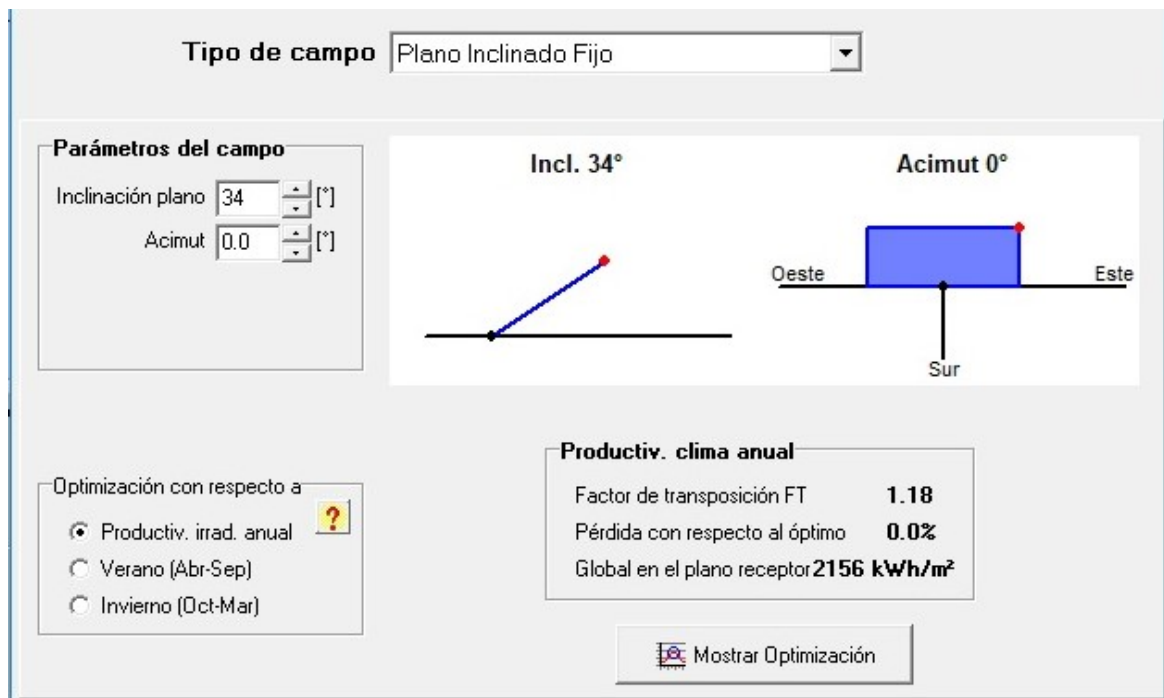 Tipo de campo Plano Inclinado Fijo
Parámetros del campo
Inclinación plano 34 [°]
Acimut 0.0 [°]
Incl. 34°
Acimut 0°
Oeste
Este
Sur
Optimización con respecto a
?
Productiv. irrad. anual
Verano (Abr-Sep)
Invierno (Oct-Mar)
Productiv. clima anual
Factor de transposición FT 1.18
Pérdida con respecto al óptimo 0.0%
Global en el plano receptor 2156 kWh/m²
Mostrar Optimización